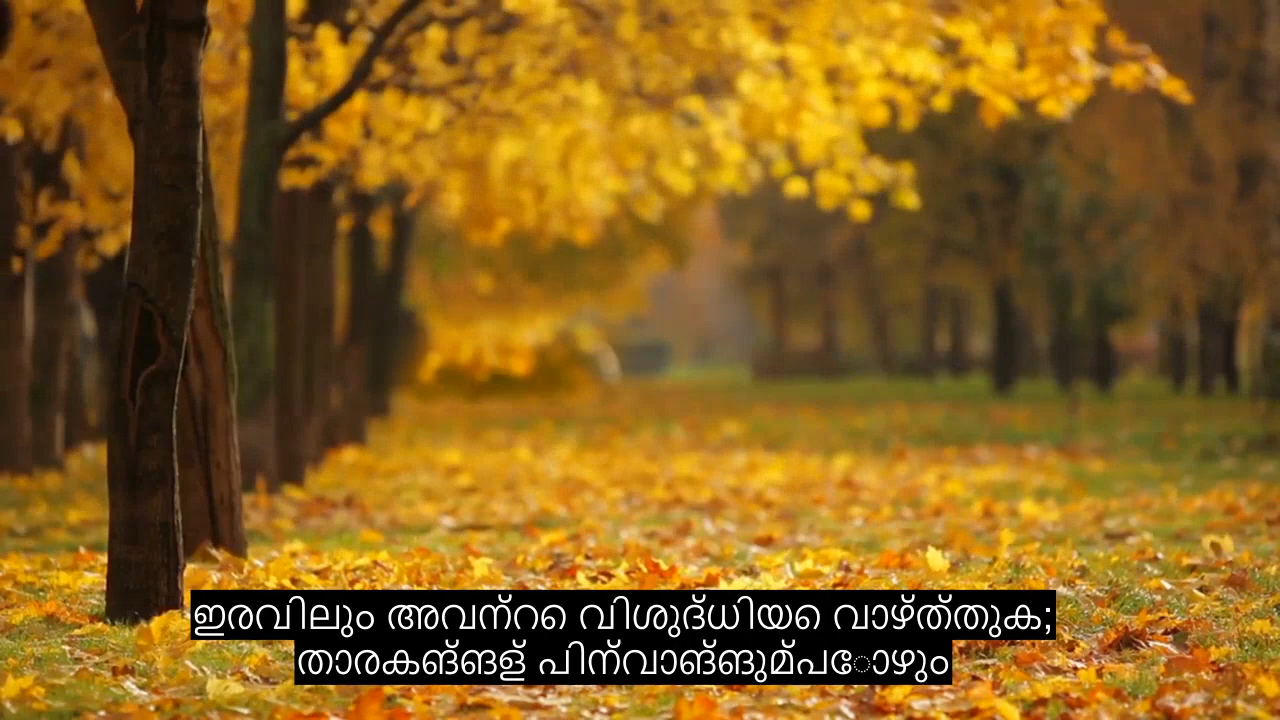 ഇരവിലും അവന്റെ വിശുദ്ധിയെ വാഴ്ത്തുക;
താരകങ്ങള് പിന്വാങ്ങുമ്പോഴും